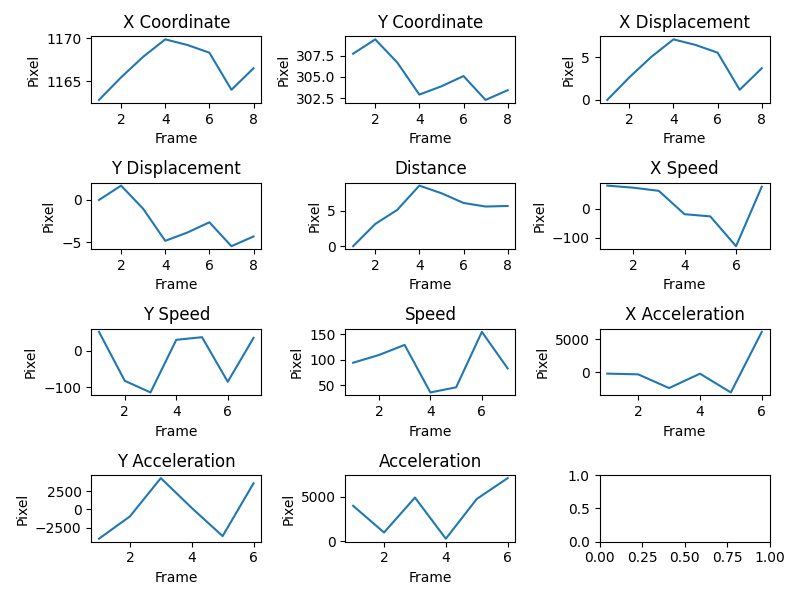 X Coordinate
1170
1165
Pixel
2 4 6 8
Frame
Y Coordinate
307.5
305.0
302.5
Pixel
2 4 6 8
Frame
X Displacement
5
0
Pixel
2 4 6 8
Frame
Y Displacement
0
−5
Pixel
2 4 6 8
Frame
Distance
5
0
Pixel
2 4 6 8
Frame
X Speed
0
−100
Pixel
2 4 6
Frame
Y Speed
0
−100
Pixel
2 4 6
Frame
Speed
150
100
50
Pixel
2 4 6
Frame
X Acceleration
5000
0
Pixel
2 4 6
Frame
Y Acceleration
2500
0
−2500
Pixel
2 4 6
Frame
Acceleration
5000
0
Pixel
2 4 6
Frame
1.0
0.5
0.0
0.00 0.25 0.50 0.75 1.00